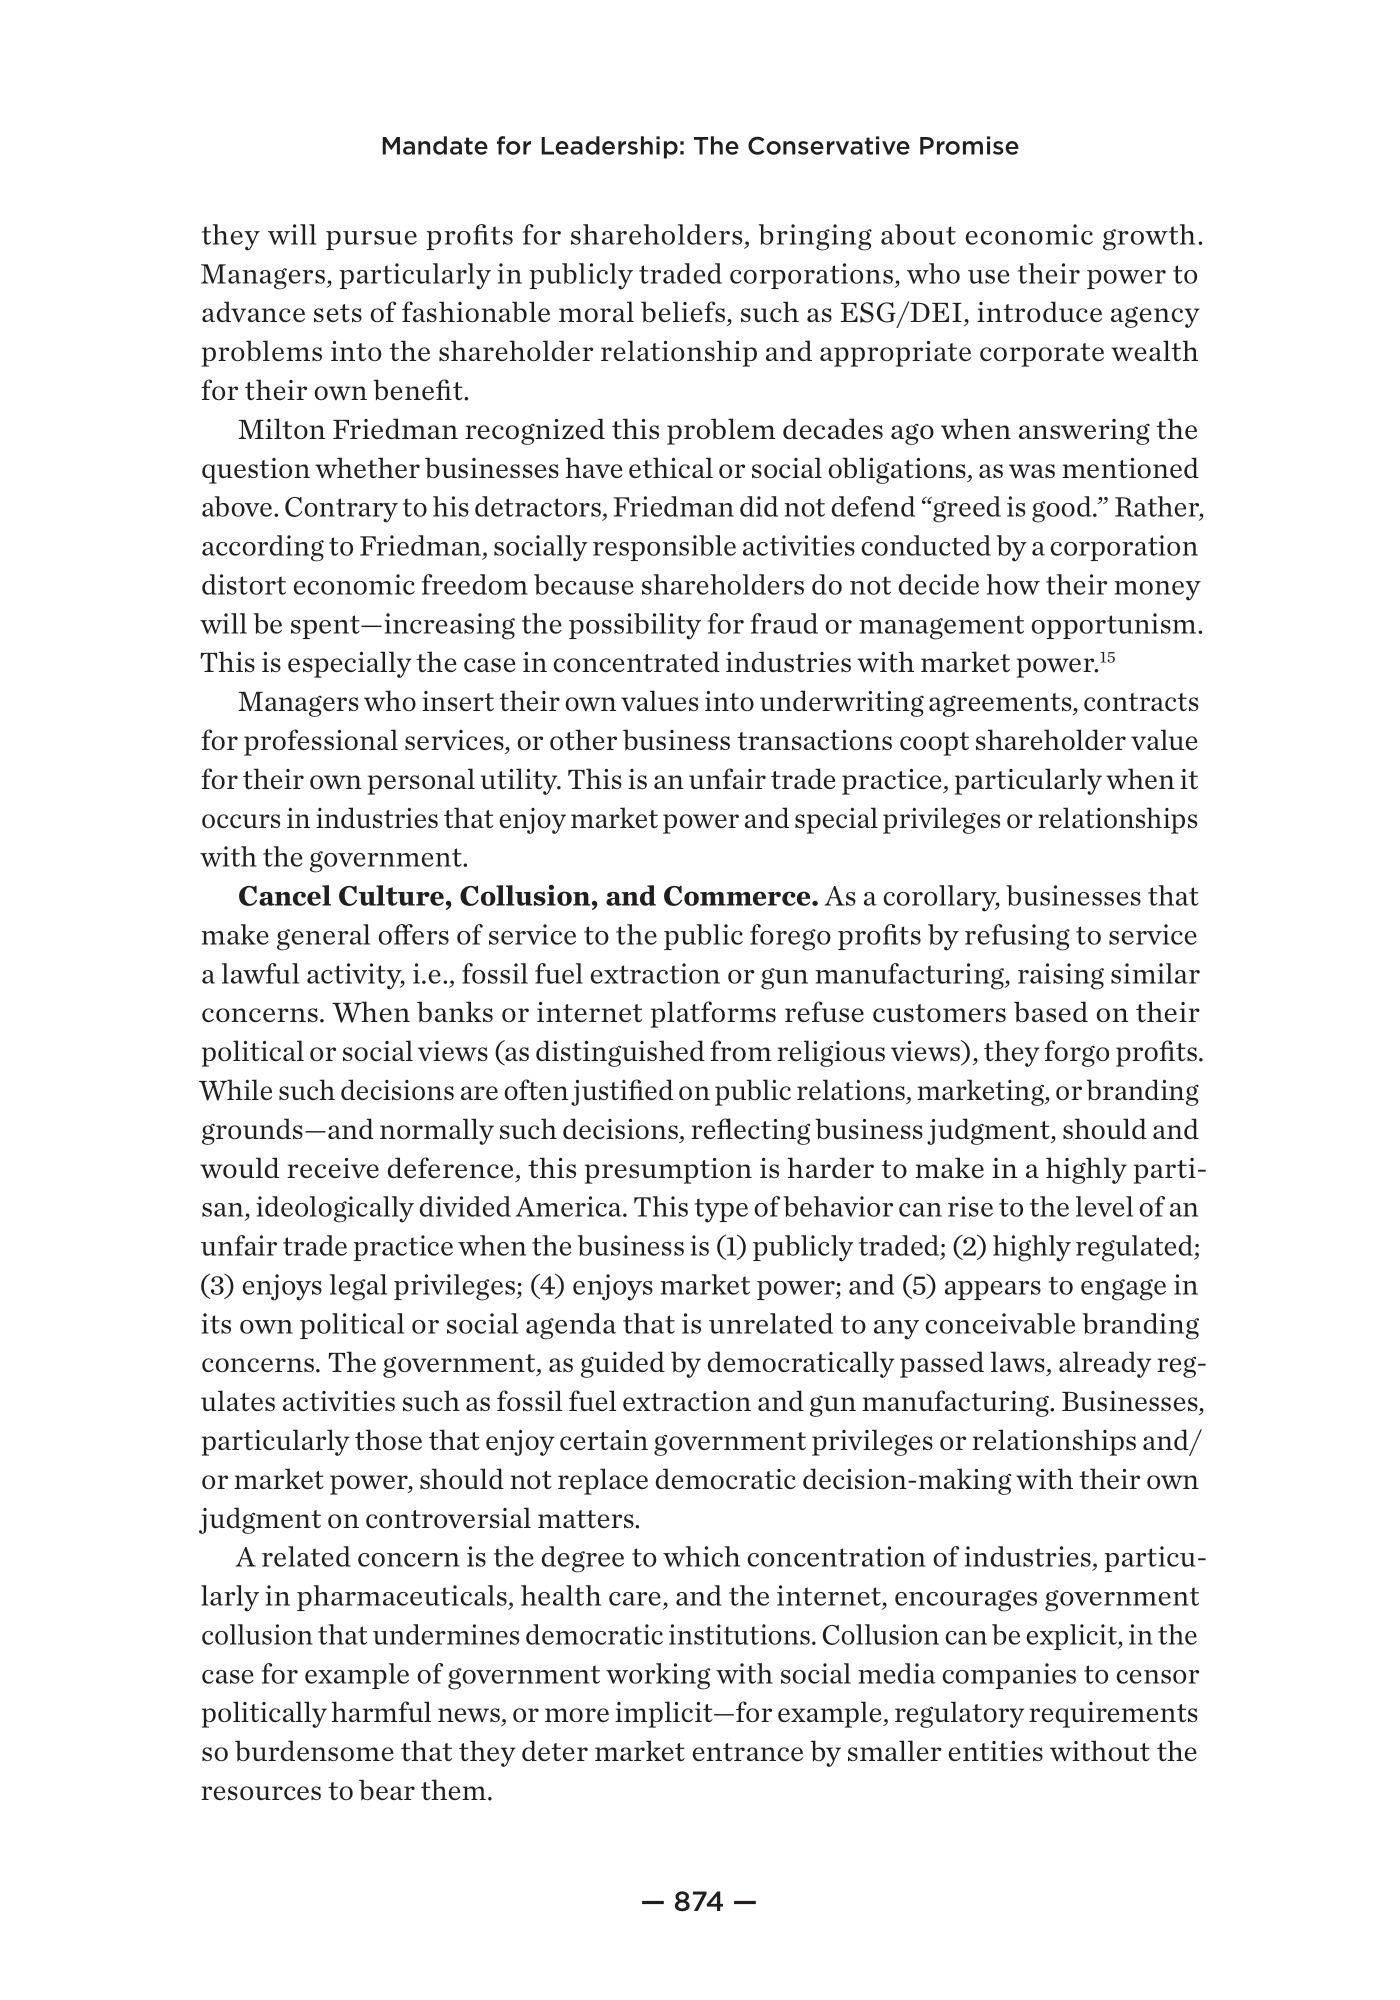 Mandate for Leadership: The Conservative Promise
they will pursue profits for shareholders, bringing about economic growth.
Managers, particularly in publicly traded corporations, who use their power to
advance sets of fashionable moral beliefs, such as ESG/DEI, introduce agency
problems into the shareholder relationship and appropriate corporate wealth
for their own benefit.
Milton Friedman recognized this problem decades ago when answering the
question whether businesses have ethical or social obligations, as was mentioned
above. Contrary to his detractors, Friedman did not defend “greed is good.” Rather,
according to Friedman, socially responsible activities conducted by a corporation
distort economic freedom because shareholders do not decide how their money
will be spent—increasing the possibility for fraud or management opportunism.
This is especially the case in concentrated industries with market power.15
Managers who insert their own values into underwriting agreements, contracts
for professional services, or other business transactions coopt shareholder value
for their own personal utility. This is an unfair trade practice, particularly when it
occurs in industries that enjoy market power and special privileges or relationships
with the government.
Cancel Culture, Collusion, and Commerce. As a corollary, businesses that
make general offers of service to the public forego profits by refusing to service
a lawful activity, i.e., fossil fuel extraction or gun manufacturing, raising similar
concerns. When banks or internet platforms refuse customers based on their
political or social views (as distinguished from religious views), they forgo profits.
While such decisions are often justified on public relations, marketing, or branding
grounds—and normally such decisions, reflecting business judgment, should and
would receive deference, this presumption is harder to make in a highly parti-
san, ideologically divided America. This type of behavior can rise to the level of an
unfair trade practice when the business is (1) publicly traded; (2) highly regulated;
(3) enjoys legal privileges; (4) enjoys market power; and (5) appears to engage in
its own political or social agenda that is unrelated to any conceivable branding
concerns. The government, as guided by democratically passed laws, already reg-
ulates activities such as fossil fuel extraction and gun manufacturing. Businesses,
particularly those that enjoy certain government privileges or relationships and/
or market power, should not replace democratic decision-making with their own
judgment on controversial matters.
A related concern is the degree to which concentration of industries, particu-
larly in pharmaceuticals, health care, and the internet, encourages government
collusion that undermines democratic institutions. Collusion can be explicit, in the
case for example of government working with social media companies to censor
politically harmful news, or more implicit—for example, regulatory requirements
so burdensome that they deter market entrance by smaller entities without the
resources to bear them.
— 874 —